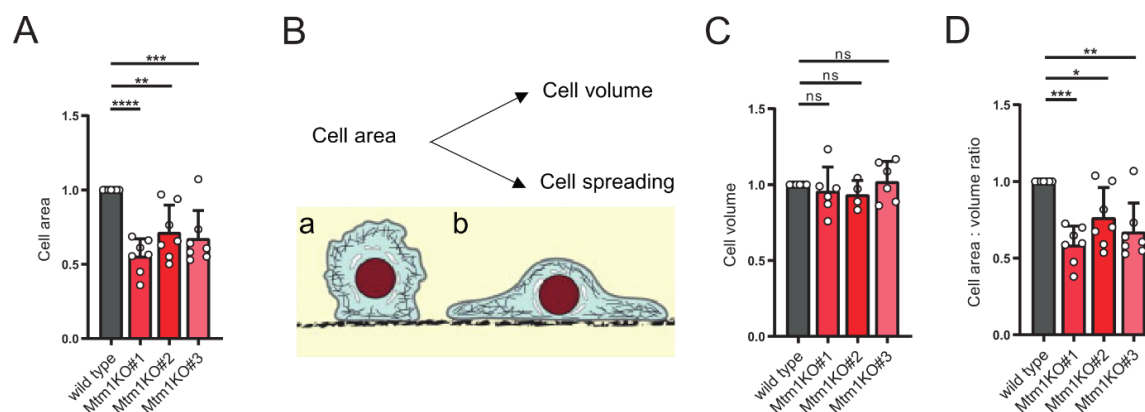 A
Cell area
1.5
1.0
0.5
0.0
****
**
***
wild type
Mtm1KO#1
Mtm1KO#2
Mtm1KO#3
B
Cell area
Cell volume
Cell spreading
a
b
C
Cell volume
1.5
1.0
0.5
0.0
ns
ns
ns
wild type
Mtm1KO#1
Mtm1KO#2
Mtm1KO#3
D
Cell area : volume ratio
1.5
1.0
0.5
0.0
***
*
**
wild type
Mtm1KO#1
Mtm1KO#2
Mtm1KO#3